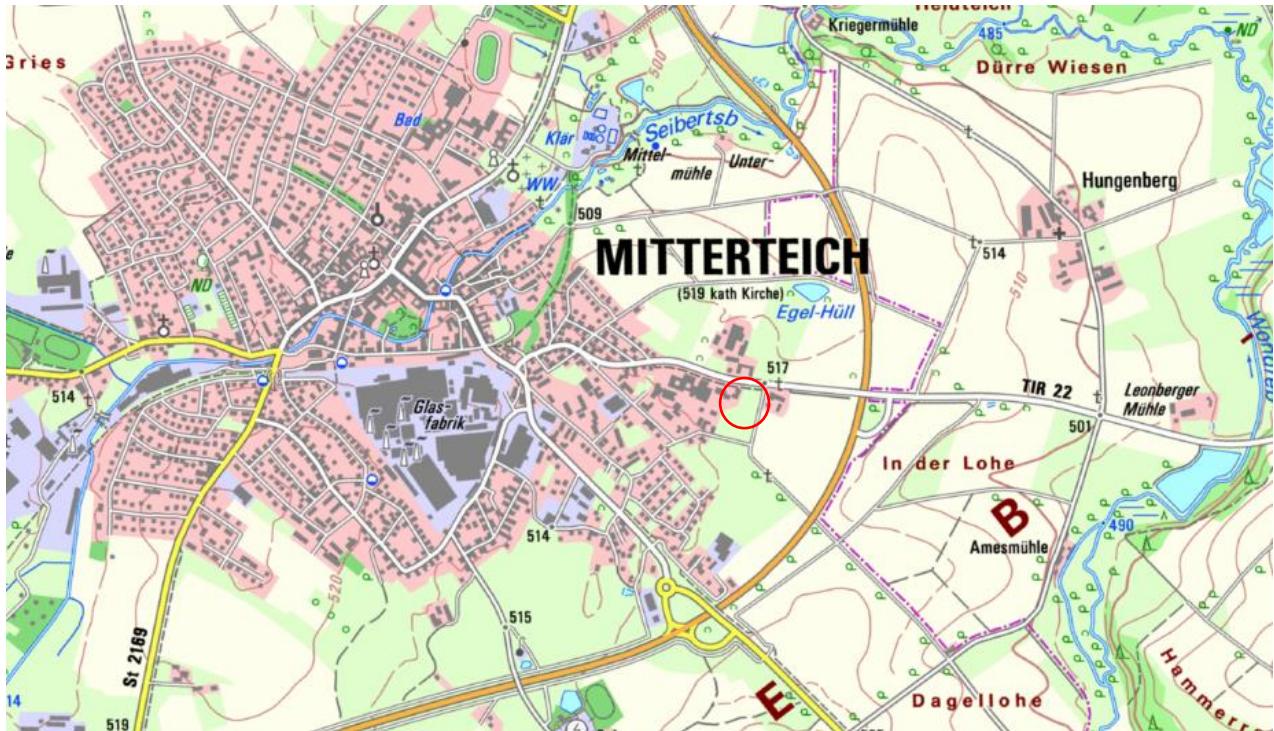 Kriegermühle
485
ND
Gries
Dürre Wiesen
500
Bad
Klär
Seibertsb
Mittel-
mühle
Unter-
WW
Hungenberg
509
MITTERTEICH
(519 kath Kirche)
514
510
ND
Egel-Hüll
517
TIR 22
Leonberger
Mühle
514
Glas-
fabrik
501
In der Lohe
B
490
Amesmühle
514
520
515
St 2169
E
Dagellohe
519
14